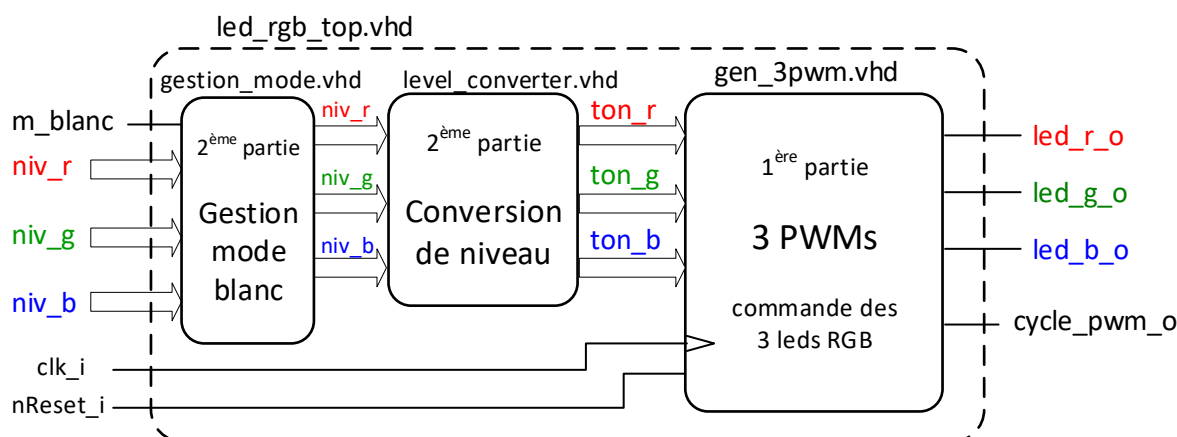 led_rgb_top.vhd
gestion_mode.vhd
level_converter.vhd
gen_3pwm.vhd
m_blanc
niv_r
niv_g
niv_b
clk_i
nReset_i
2ème partie
Gestion
mode
blanc
niv_r
niv_g
niv_b
2ème partie
Conversion
de niveau
ton_r
ton_g
ton_b
1ère partie
3 PWMs
commande des
3 leds RGB
led_r_o
led_g_o
led_b_o
cycle_pwm_o